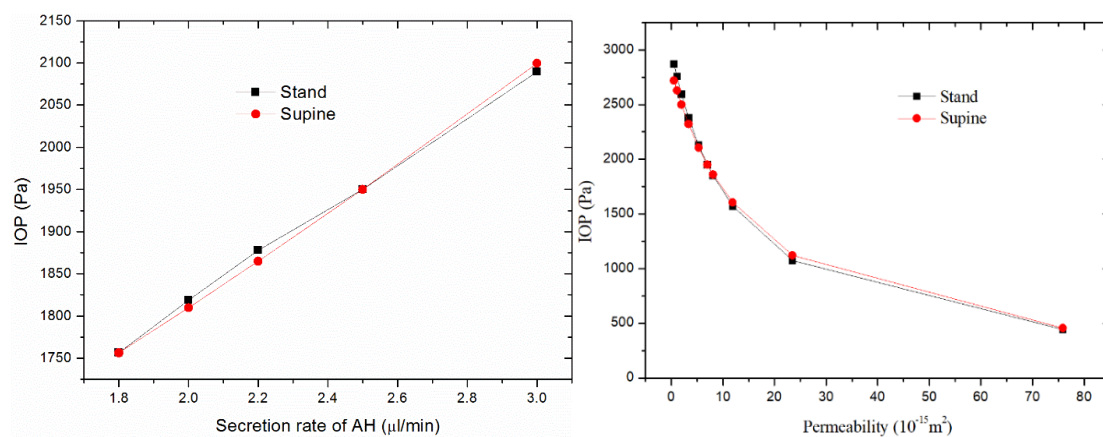 2150
2100
2050
2000
1950
1900
1850
1800
1750
IOP (Pa)
Stand
Supine
1.8 2.0 2.2 2.4 2.6 2.8 3.0
Secretion rate of AH (μl/min)
3000
2500
2000
1500
1000
500
0
IOP (Pa)
Stand
Supine
0 10 20 30 40 50 60 70 80
Permeability (10⁻¹⁵m²)